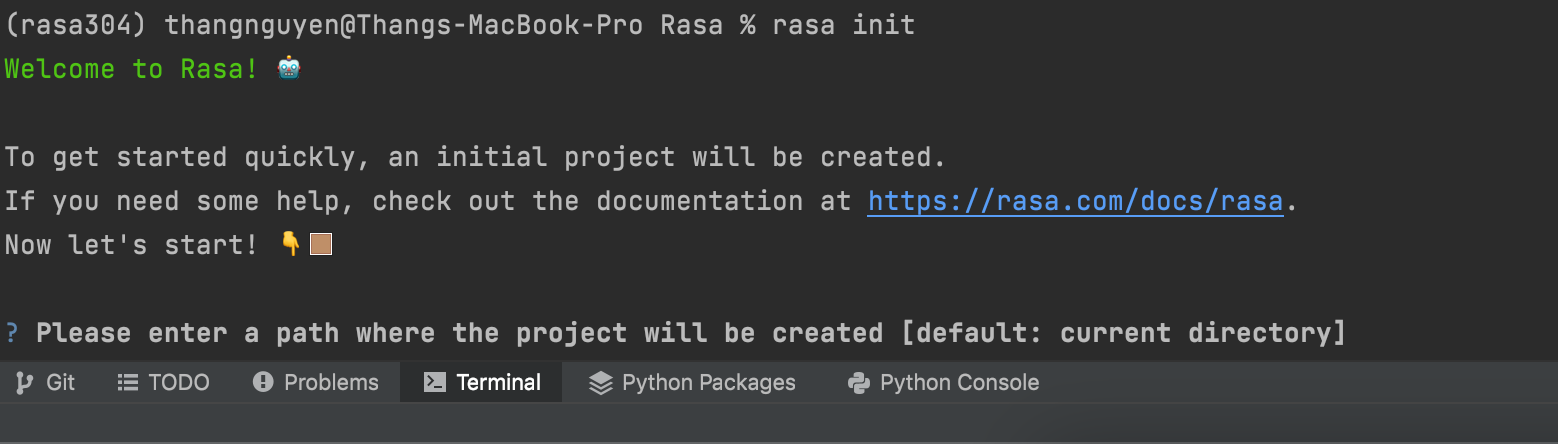 (rasa304) thangnguyen@Thangs-MacBook-Pro Rasa % rasa init
Welcome to Rasa! 🤖
To get started quickly, an initial project will be created.
If you need some help, check out the documentation at https://rasa.com/docs/rasa.
Now let's start! 👇🏽
? Please enter a path where the project will be created [default: current directory]
Git TODO Problems Terminal Python Packages Python Console